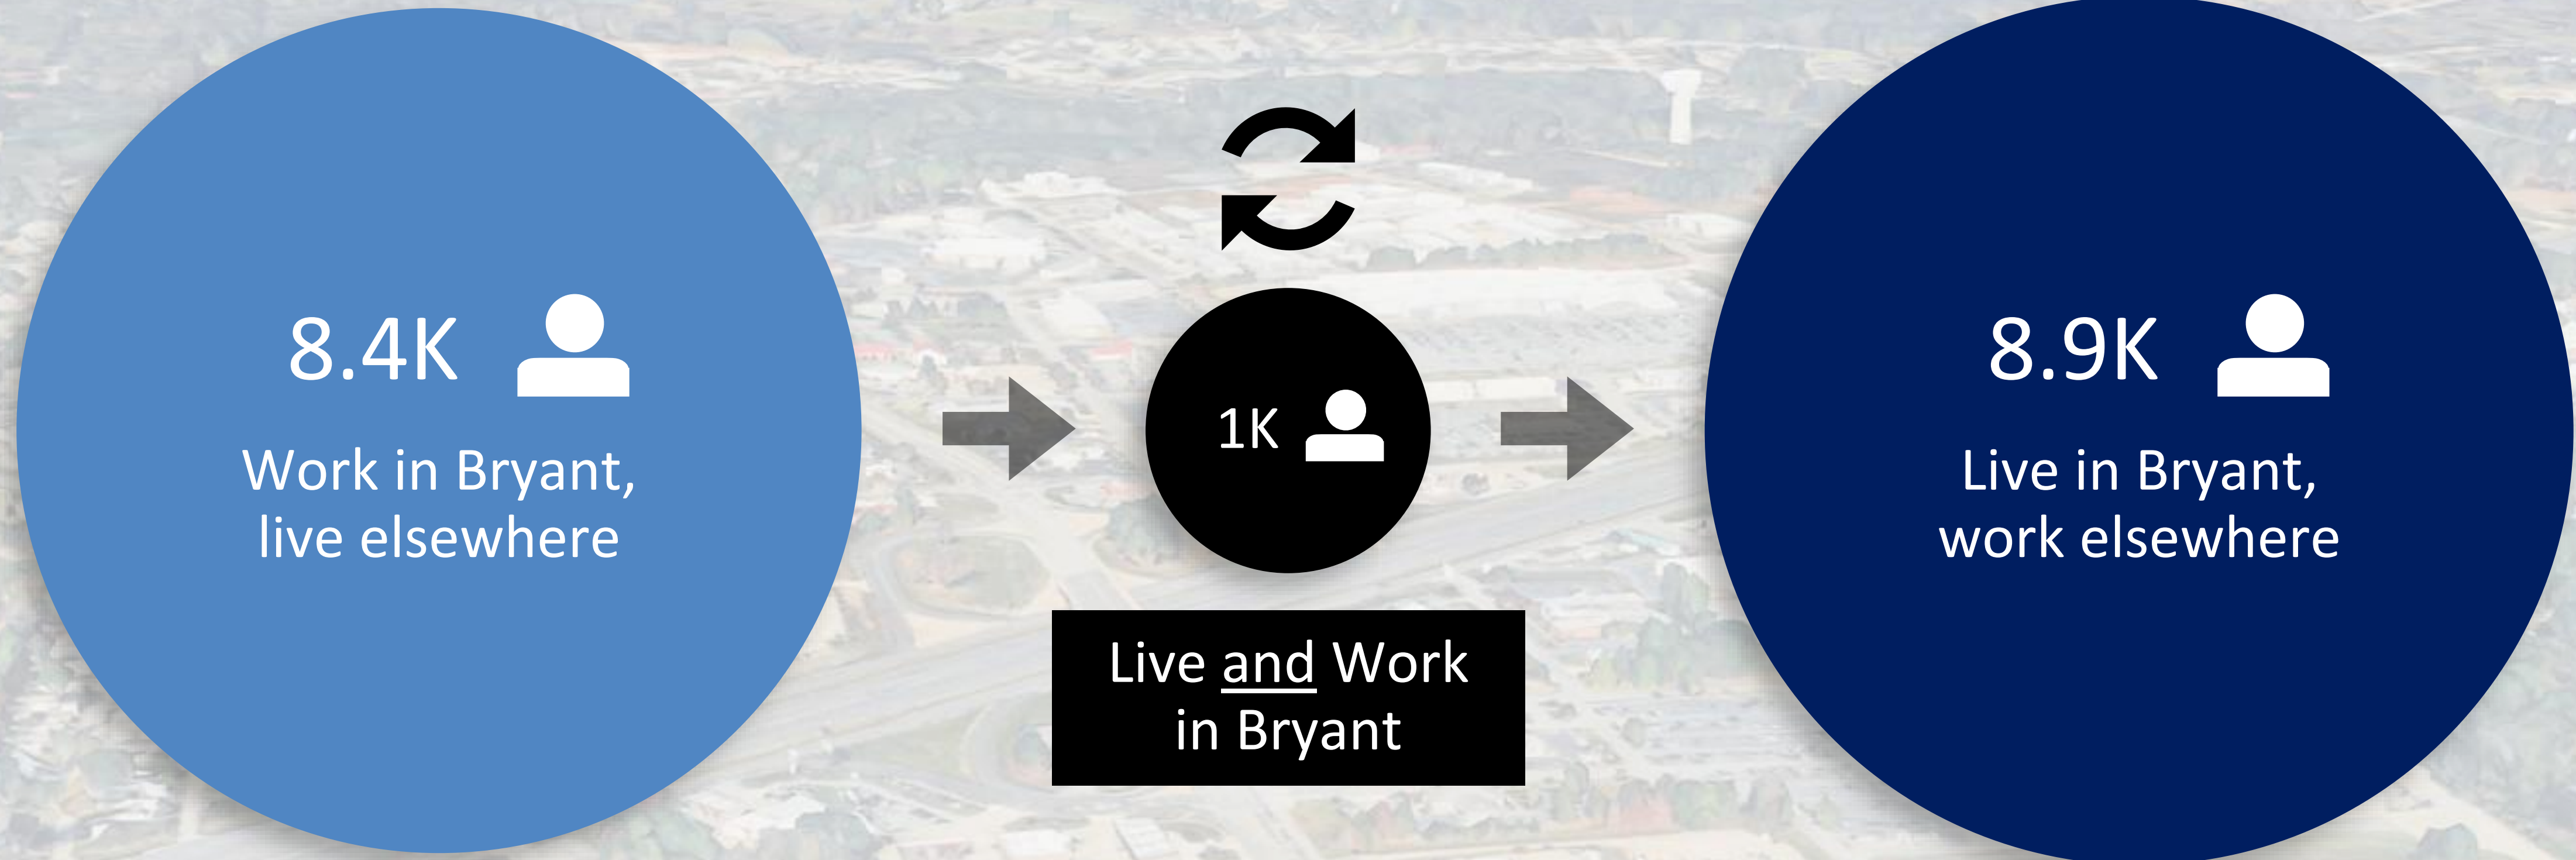 8.4K
Work in Bryant,
live elsewhere
1K
Live and Work
in Bryant
8.9K
Live in Bryant,
work elsewhere